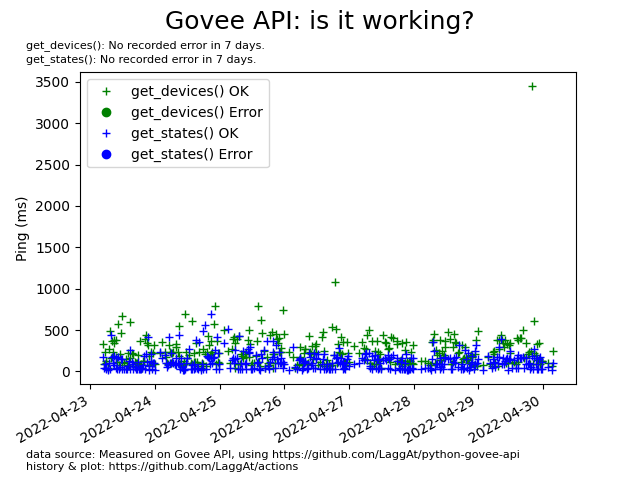 Govee API: is it working?
get_devices(): No recorded error in 7 days.
get_states(): No recorded error in 7 days.
3500
3000
2500
2000
1500
1000
500
0
Ping (ms)
get_devices() OK
get_devices() Error
get_states() OK
get_states() Error
2022-04-23
2022-04-24
2022-04-25
2022-04-26
2022-04-27
2022-04-28
2022-04-29
2022-04-30
data source: Measured on Govee API, using https://github.com/LaggAt/python-govee-api
history & plot: https://github.com/LaggAt/actions